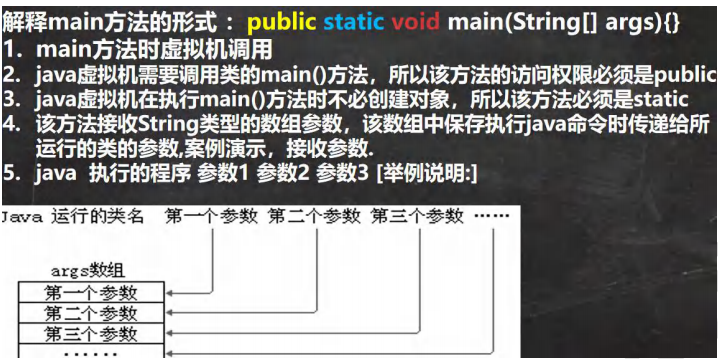 解释main方法的形式：public static void main(String[] args){}
1. main方法时虚拟机调用
2. java虚拟机需要调用类的main()方法，所以该方法的访问权限必须是public
3. java虚拟机在执行main()方法时不必创建对象，所以该方法必须是static
4. 该方法接收String类型的数组参数，该数组中保存执行java命令时传递给所
运行的类的参数,案例演示，接收参数.
5. java 执行的程序 参数1 参数2 参数3 [举例说明:]
Java 运行的类名 第一个参数 第二个参数 第三个参数 ……
args数组
第一个参数
第二个参数
第三个参数
……